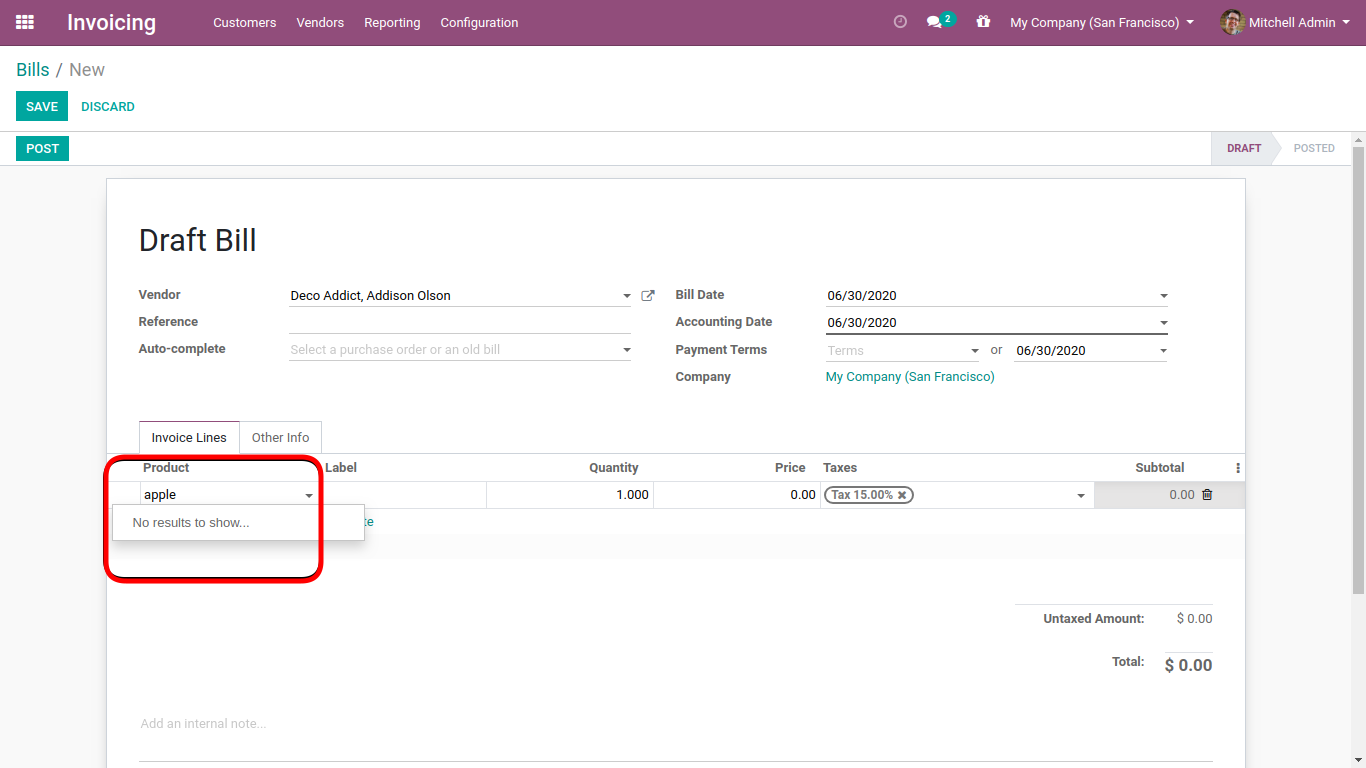 Invoicing Customers Vendors Reporting Configuration 2 My Company (San Francisco) Mitchell Admin
Bills / New
SAVE DISCARD
POST DRAFT POSTED
Draft Bill
Vendor Deco Addict, Addison Olson Bill Date 06/30/2020
Reference Accounting Date 06/30/2020
Auto-complete Select a purchase order or an old bill Payment Terms Terms or 06/30/2020
Company My Company (San Francisco)
Invoice Lines Other Info
Product Label Quantity Price Taxes Subtotal
apple 1.000 0.00 Tax 15.00% 0.00
No results to show...
Untaxed Amount: $ 0.00
Total: $ 0.00
Add an internal note...